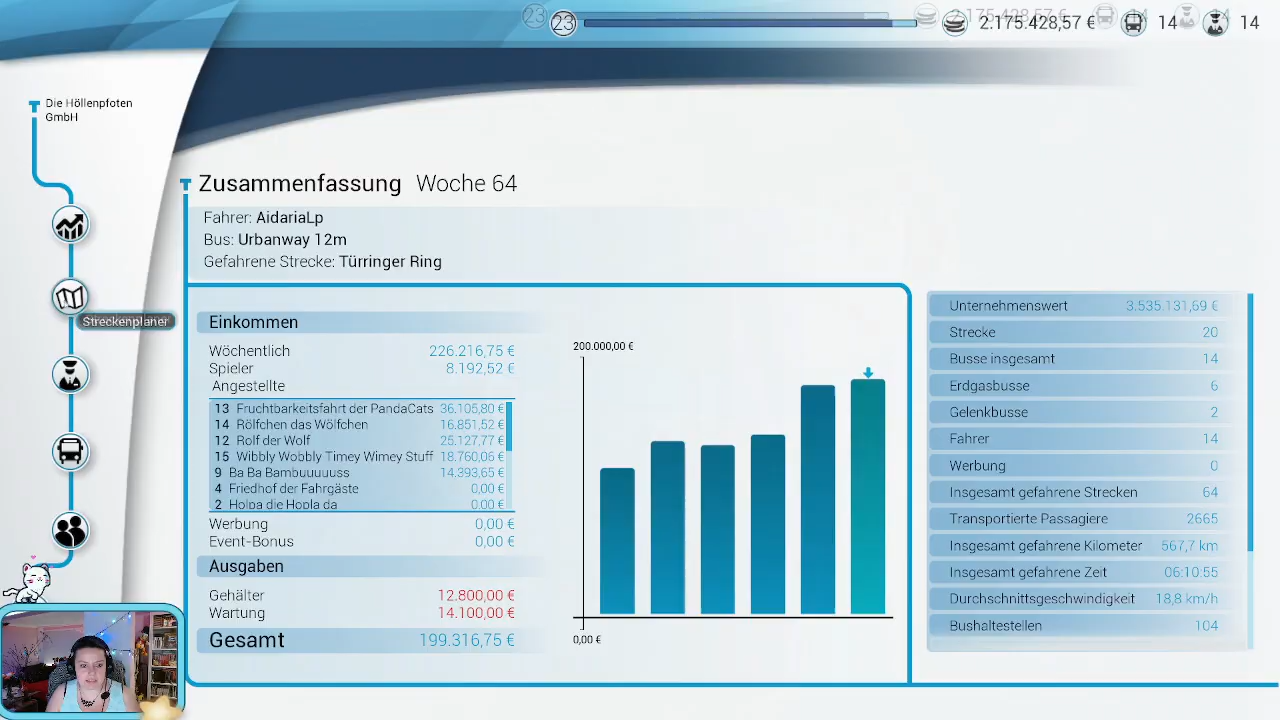 23 2.175.428,57 € 14 14
Die Höllenpfoten
GmbH
Zusammenfassung Woche 64
Fahrer: AidariaLp
Bus: Urbanway 12m
Gefahrene Strecke: Türringer Ring
Streckenplaner
Einkommen
Wöchentlich 226.216,75 €
Spieler 8.192,52 €
Angestellte
13 Fruchtbarkeitsfahrt der PandaCats 36.105,80 €
14 Rölfchen das Wölfchen 16.851,52 €
12 Rolf der Wolf 25.127,77 €
15 Wibbly Wobbly Timey Wimey Stuff 18.760,06 €
9 Ba Ba Bambuuuuuss 14.393,65 €
4 Friedhof der Fahrgäste 0,00 €
2 Holpa die Hopla da 0,00 €
Werbung 0,00 €
Event-Bonus 0,00 €
Ausgaben
Gehälter 12.800,00 €
Wartung 14.100,00 €
Gesamt 199.316,75 €
200.000,00 €
0,00 €
Unternehmenswert 3.535.131,69 €
Strecke 20
Busse insgesamt 14
Erdgasbusse 6
Gelenkbusse 2
Fahrer 14
Werbung 0
Insgesamt gefahrene Strecken 64
Transportierte Passagiere 2665
Insgesamt gefahrene Kilometer 567,7 km
Insgesamt gefahrene Zeit 06:10:55
Durchschnittsgeschwindigkeit 18,8 km/h
Bushaltestellen 104